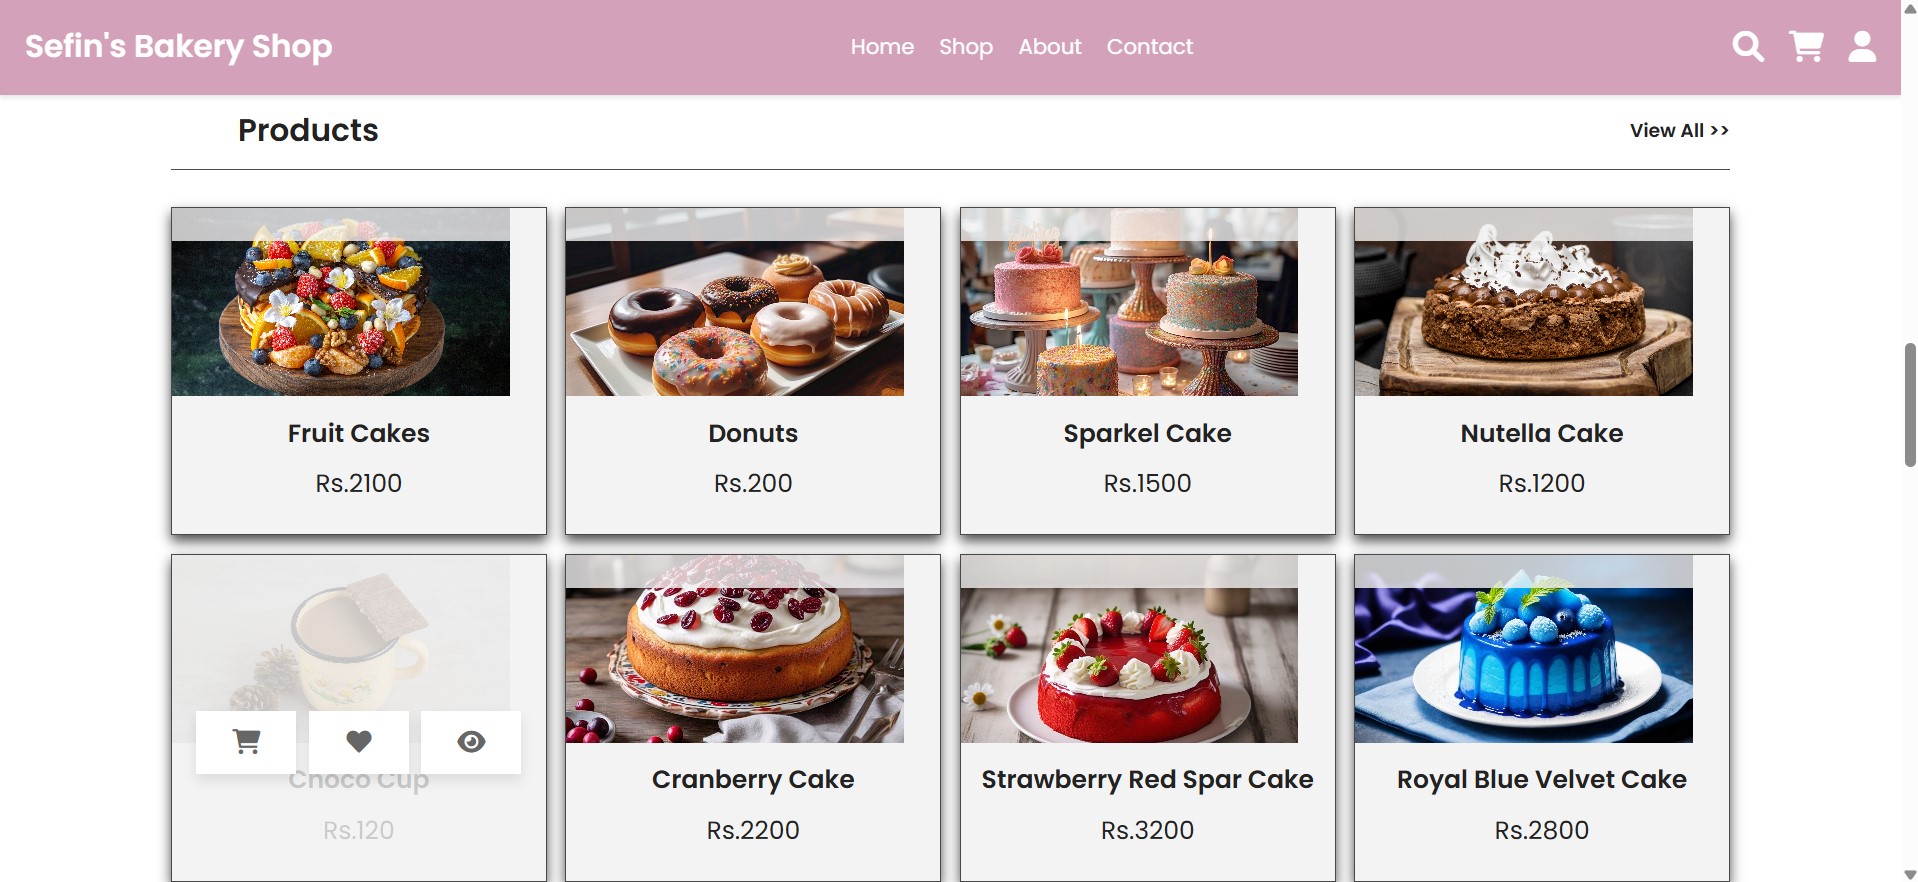 Sefin's Bakery Shop
Home Shop About Contact
Products
View All >>
Fruit Cakes
Rs.2100
Donuts
Rs.200
Sparkel Cake
Rs.1500
Nutella Cake
Rs.1200
Choco Cup
Rs.120
Cranberry Cake
Rs.2200
Strawberry Red Spar Cake
Rs.3200
Royal Blue Velvet Cake
Rs.2800